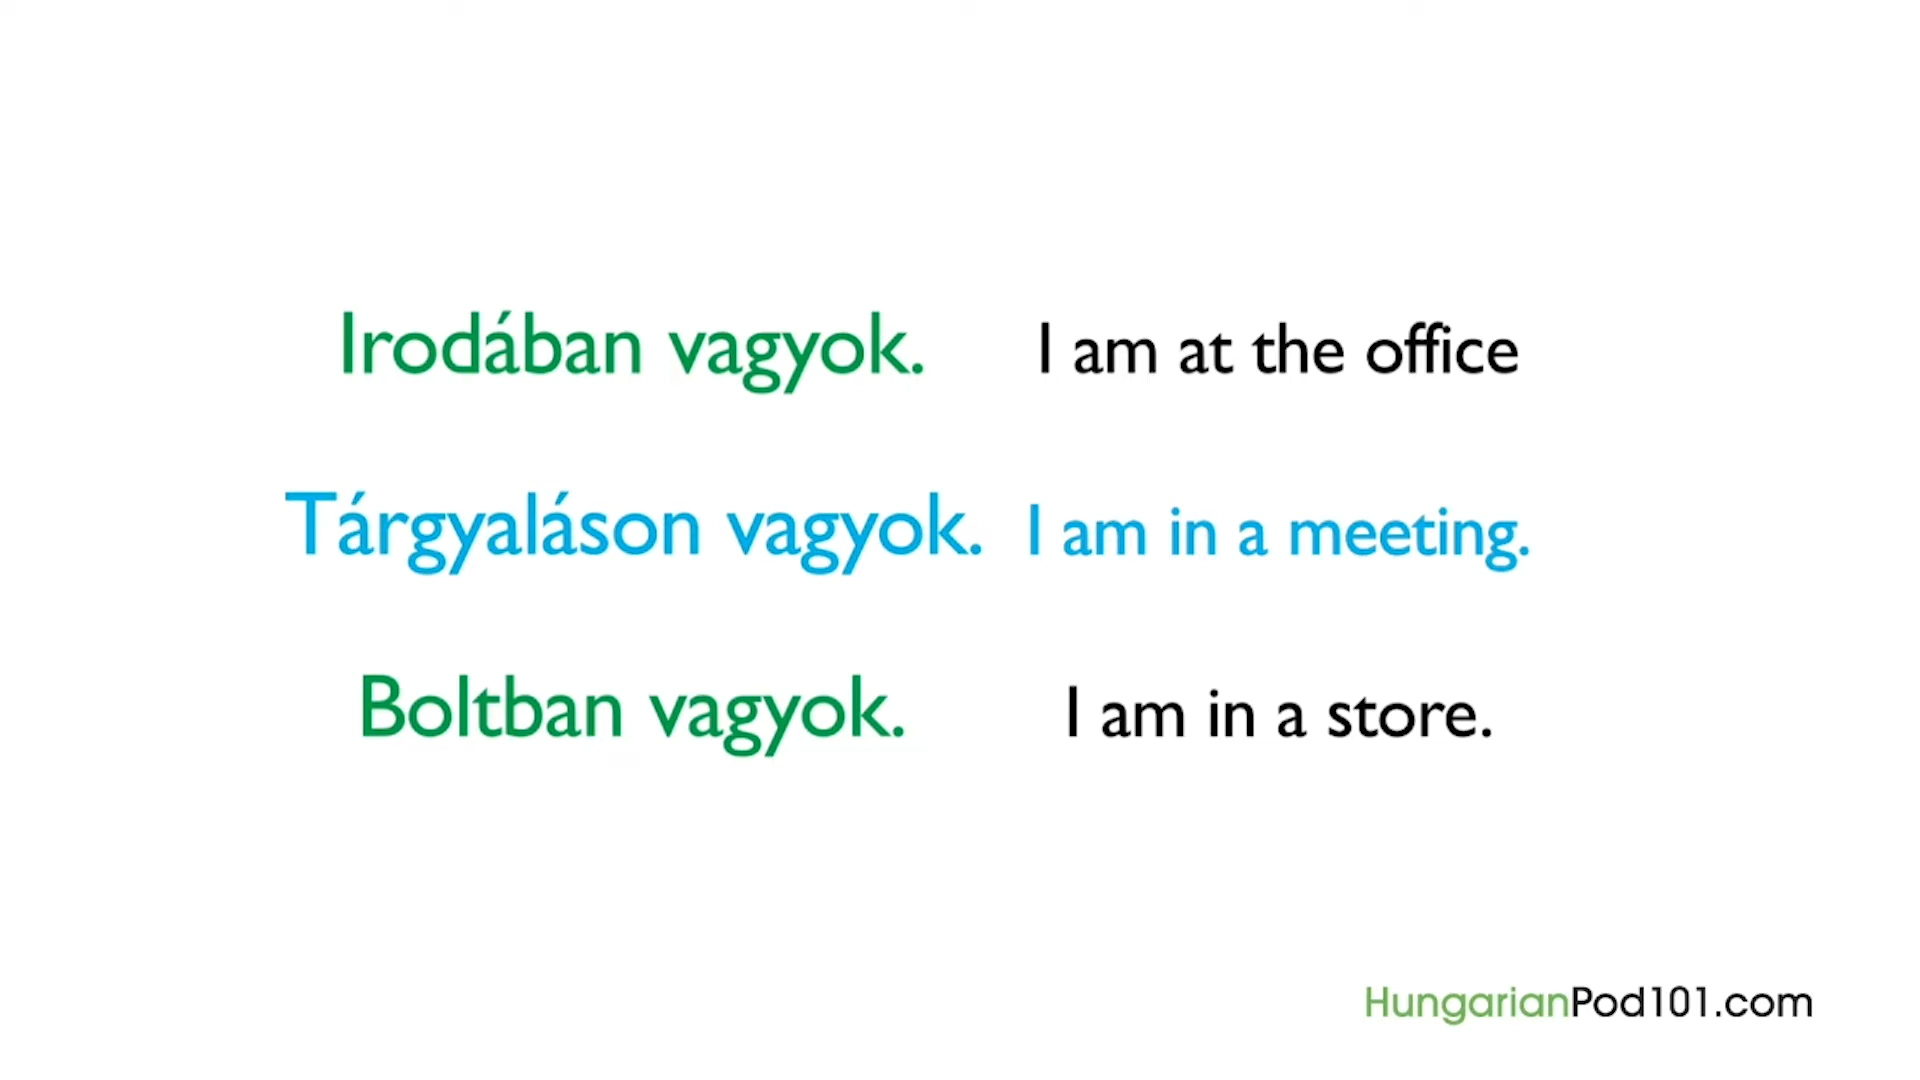 Irodában vagyok. I am at the office
Tárgyaláson vagyok. I am in a meeting.
Boltban vagyok. I am in a store.
HungarianPod101.com